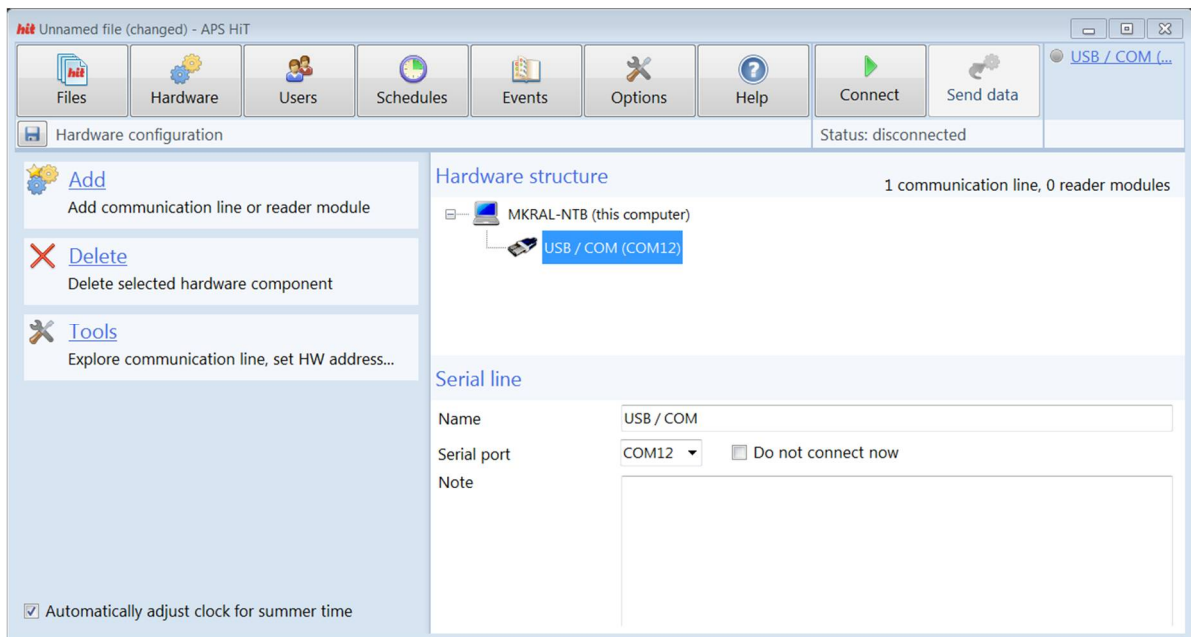 hit Unnamed file (changed) - APS HiT
hit
Files
Hardware
Users
Schedules
Events
Options
Help
Connect
Send data
USB / COM (...
Hardware configuration
Status: disconnected
Add
Add communication line or reader module
Delete
Delete selected hardware component
Tools
Explore communication line, set HW address...
Automatically adjust clock for summer time
Hardware structure
1 communication line, 0 reader modules
MKRAL-NTB (this computer)
USB / COM (COM12)
Serial line
Name
USB / COM
Serial port
COM12
Do not connect now
Note